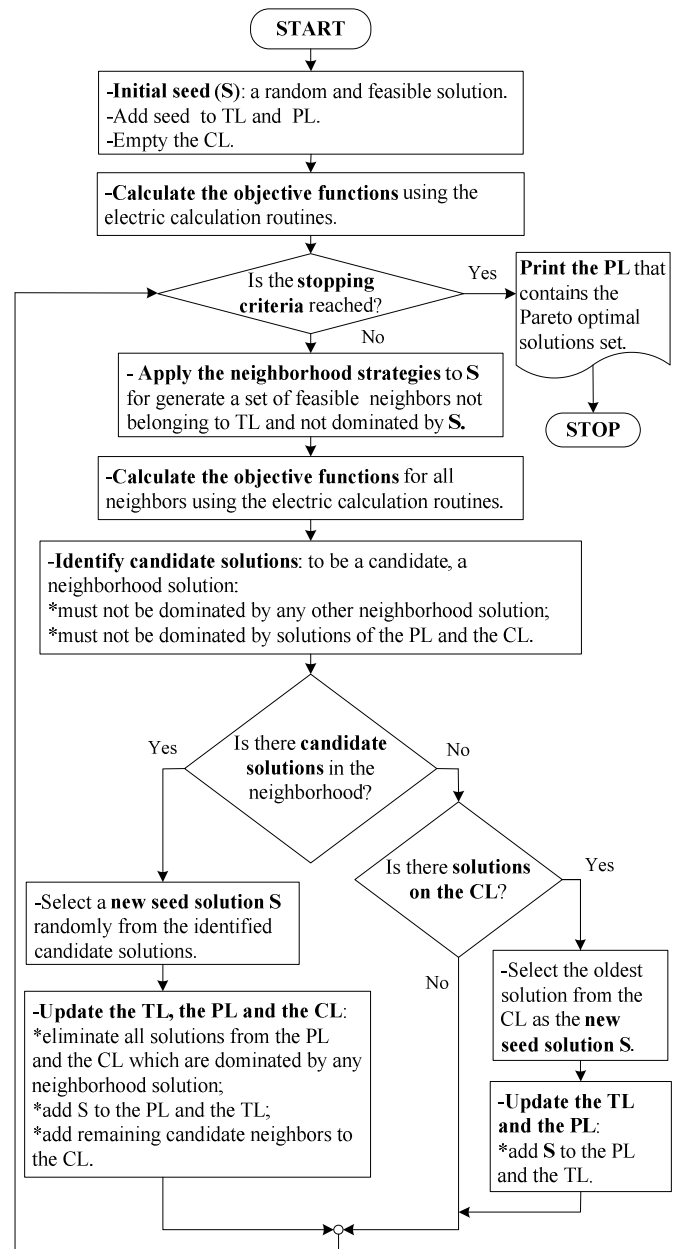 START
-Initial seed (S): a random and feasible solution.
-Add seed to TL and PL.
-Empty the CL.
-Calculate the objective functions using the
electric calculation routines.
Is the stopping
criteria reached?
Yes
Print the PL that
contains the
Pareto optimal
solutions set.
No
STOP
- Apply the neighborhood strategies to S
for generate a set of feasible neighbors not
belonging to TL and not dominated by S.
-Calculate the objective functions for all
neighbors using the electric calculation routines.
-Identify candidate solutions: to be a candidate, a
neighborhood solution:
*must not be dominated by any other neighborhood solution;
*must not be dominated by solutions of the PL and the CL.
Is there candidate
solutions in the
neighborhood?
Yes
No
Is there solutions
on the CL?
Yes
No
-Select a new seed solution S
randomly from the identified
candidate solutions.
-Update the TL, the PL and the CL:
*eliminate all solutions from the PL
and the CL which are dominated by any
neighborhood solution;
*add S to the PL and the TL;
*add remaining candidate neighbors to
the CL.
-Select the oldest
solution from the
CL as the new
seed solution S.
-Update the TL
and the PL:
*add S to the PL
and the TL.